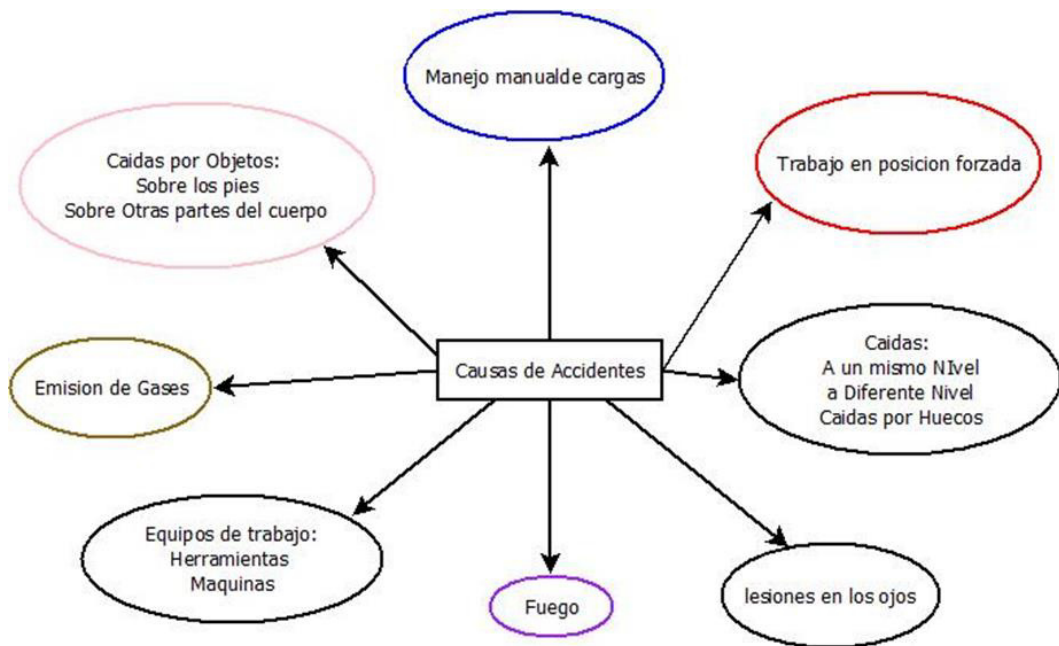 Manejo manualde cargas
Caidas por Objetos:
Sobre los pies
Sobre Otras partes del cuerpo
Trabajo en posicion forzada
Causas de Accidentes
Caidas:
A un mismo NIvel
a Diferente Nivel
Caidas por Huecos
Emision de Gases
Equipos de trabajo:
Herramientas
Maquinas
Fuego
lesiones en los ojos